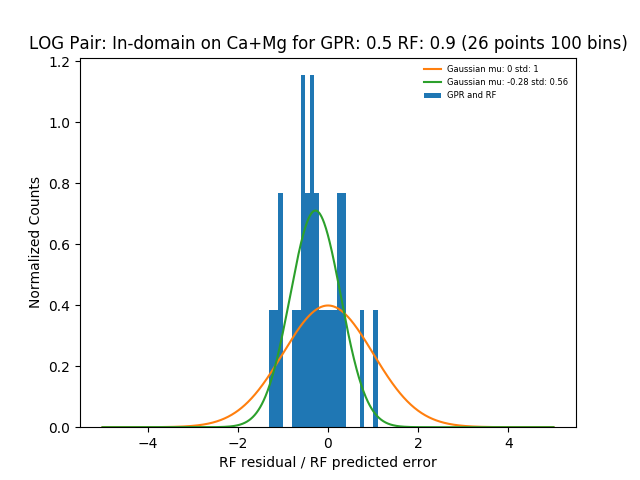 LOG Pair: In-domain on Ca+Mg for GPR: 0.5 RF: 0.9 (26 points 100 bins)
Gaussian mu: 0 std: 1
Gaussian mu: -0.28 std: 0.56
GPR and RF
Normalized Counts
1.2
1.0
0.8
0.6
0.4
0.2
0.0
−4
−2
0
2
4
RF residual / RF predicted error